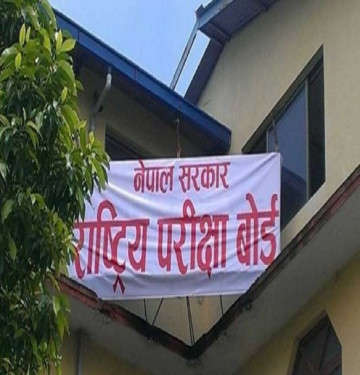 नेपाल सरकार
राष्ट्रिय परीक्षा बोर्ड